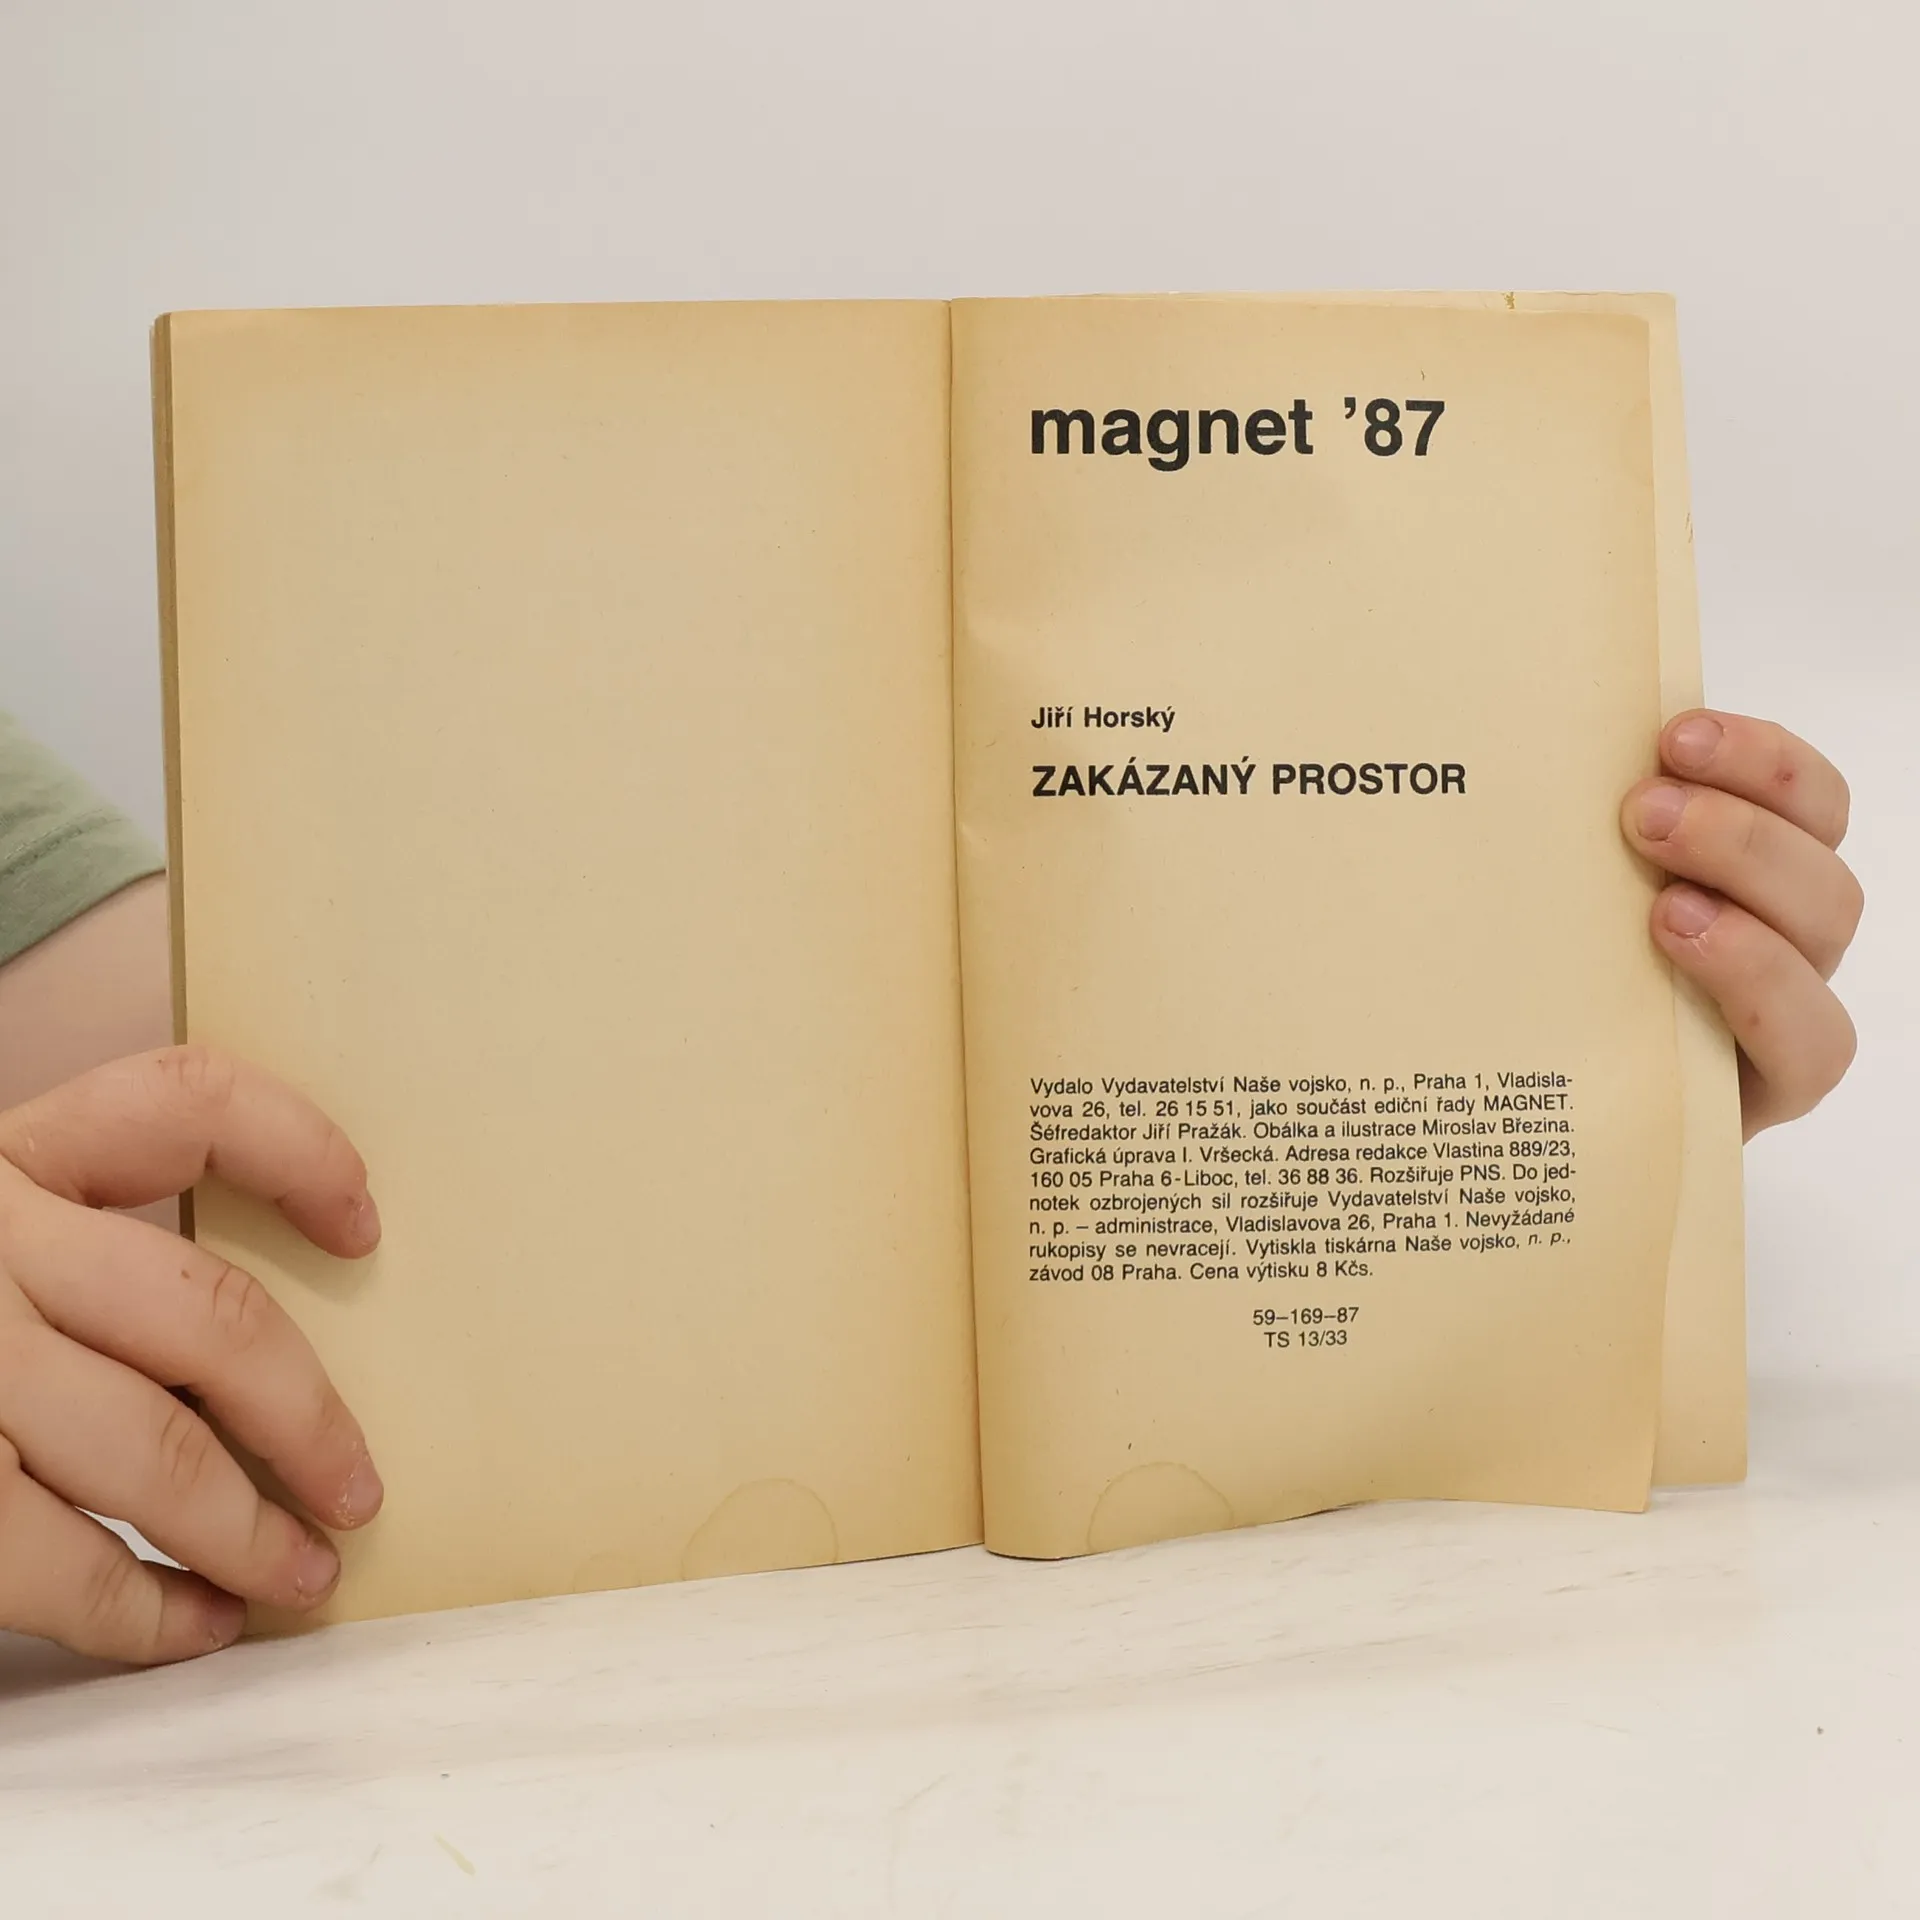 magnet ’87
Jiří Horský
ZAKÁZANÝ PROSTOR
Vydalo Vydavatelství Naše vojsko, n. p., Praha 1, Vladisla-
vova 26, tel. 26 15 51, jako součást ediční řady MAGNET.
Šéfredaktor Jiří Pražák. Obálka a ilustrace Miroslav Březina.
Grafická úprava I. Vršecká. Adresa redakce Vlastina 889/23,
160 05 Praha 6-Liboc, tel. 36 88 36. Rozšiřuje PNS. Do jed-
notek ozbrojených sil rozšiřuje Vydavatelství Naše vojsko,
n. p. – administrace, Vladislavova 26, Praha 1. Nevyžádané
rukopisy se nevracejí. Vytiskla tiskárna Naše vojsko, n. p.,
závod 08 Praha. Cena výtisku 8 Kčs.
59–169–87
TS 13/33